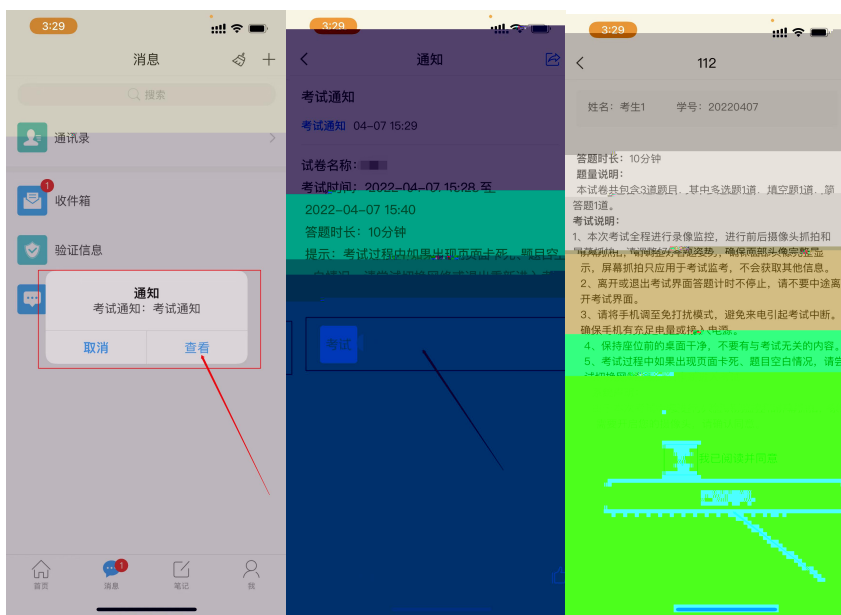 3:29
消息
搜索
通讯录
1
收件箱
验证信息
通知
考试通知：考试通知
取消
查看
1
首页
消息
笔记
我
3:29
通知
考试通知
考试通知 04-07 15:29
试卷名称：
考试时间：2022-04-07 15:28 至
2022-04-07 15:40
答题时长：10分钟
提示：考试过程中如果出现页面卡死、题目空
考试
3:29
112
姓名：考生1
学号：20220407
答题时长：10分钟
题量说明：
本试卷共包含3道题目，其中多选题1道，填空题1道，简
答题1道。
考试说明：
1、本次考试全程进行录像监控，进行前后摄像头抓拍和
示，屏幕抓拍只应用于考试监考，不会获取其他信息。
2、离开或退出考试界面答题计时不停止，请不要中途离
开考试界面。
3、请将手机调至免打扰模式，避免来电引起考试中断。
确保手机有充足电量或接入电源。
4、保持座位前的桌面干净，不要有与考试无关的内容。
5、考试过程中如果出现页面卡死、题目空白情况，请尝
我已阅读并同意